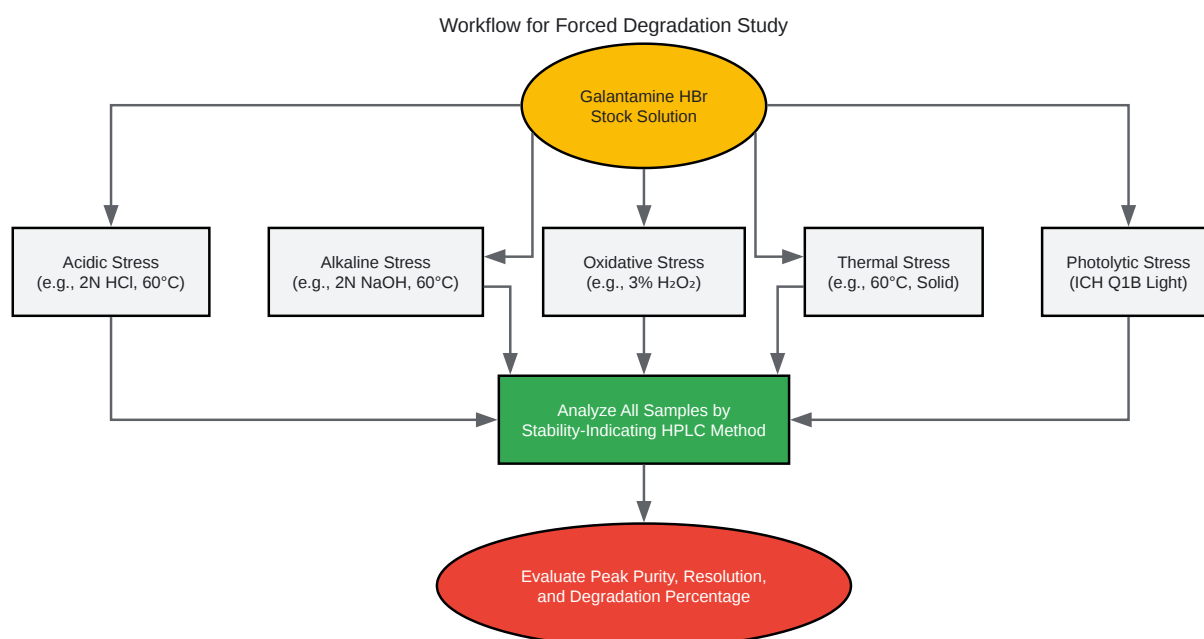 Workflow for Forced Degradation Study
Galantamine HBr
Stock Solution
Acidic Stress
(e.g., 2N HCl, 60°C)
Alkaline Stress
(e.g., 2N NaOH, 60°C)
Oxidative Stress
(e.g., 3% H₂O₂)
Thermal Stress
(e.g., 60°C, Solid)
Photolytic Stress
(ICH Q1B Light)
Analyze All Samples by
Stability-Indicating HPLC Method
Evaluate Peak Purity, Resolution,
and Degradation Percentage